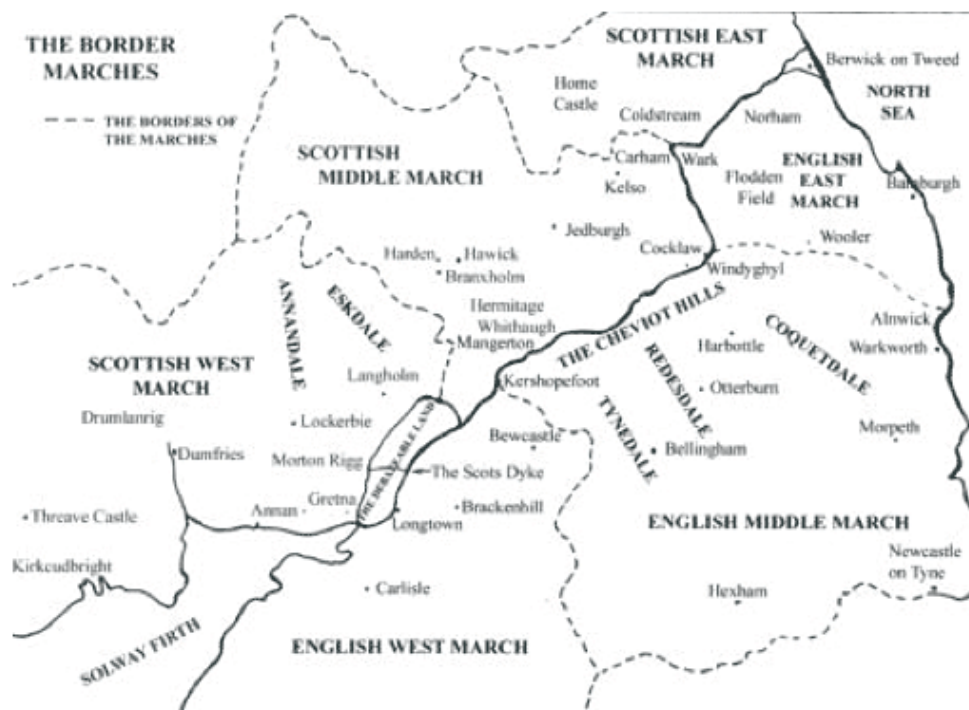 THE BORDER
MARCHES
THE BORDERS OF
THE MARCHES
SCOTTISH EAST
MARCH
Berwick on Tweed
NORTH
SEA
Home
Castle
Coldstream
Norham
SCOTTISH
MIDDLE MARCH
Carham
Wark
ENGLISH
EAST
MARCH
Flodden
Field
Bamburgh
Kelso
Jedburgh
Cocklaw
Wooler
Windyghyl
Harden
Hawick
Branxholm
ANNANDALE
ESKDALE
Hermitage
Whithaugh
Mangerton
THE CHEVIOT HILLS
Alnwick
Harbottle
COQUETDALE
Warkworth
SCOTTISH WEST
MARCH
Langholm
Kershopefoot
REDESDALE
Otterburn
Drumlanrig
Lockerbie
THE DEBATEABLE LAND
TYNEDALE
Bewcastle
Bellingham
Morpeth
Dumfries
Morton Rigg
The Scots Dyke
Threave Castle
Annan
Gretna
Longtown
Brackenhill
ENGLISH MIDDLE MARCH
Kirkcudbright
Newcastle
on Tyne
Carlisle
Hexham
SOLWAY FIRTH
ENGLISH WEST MARCH